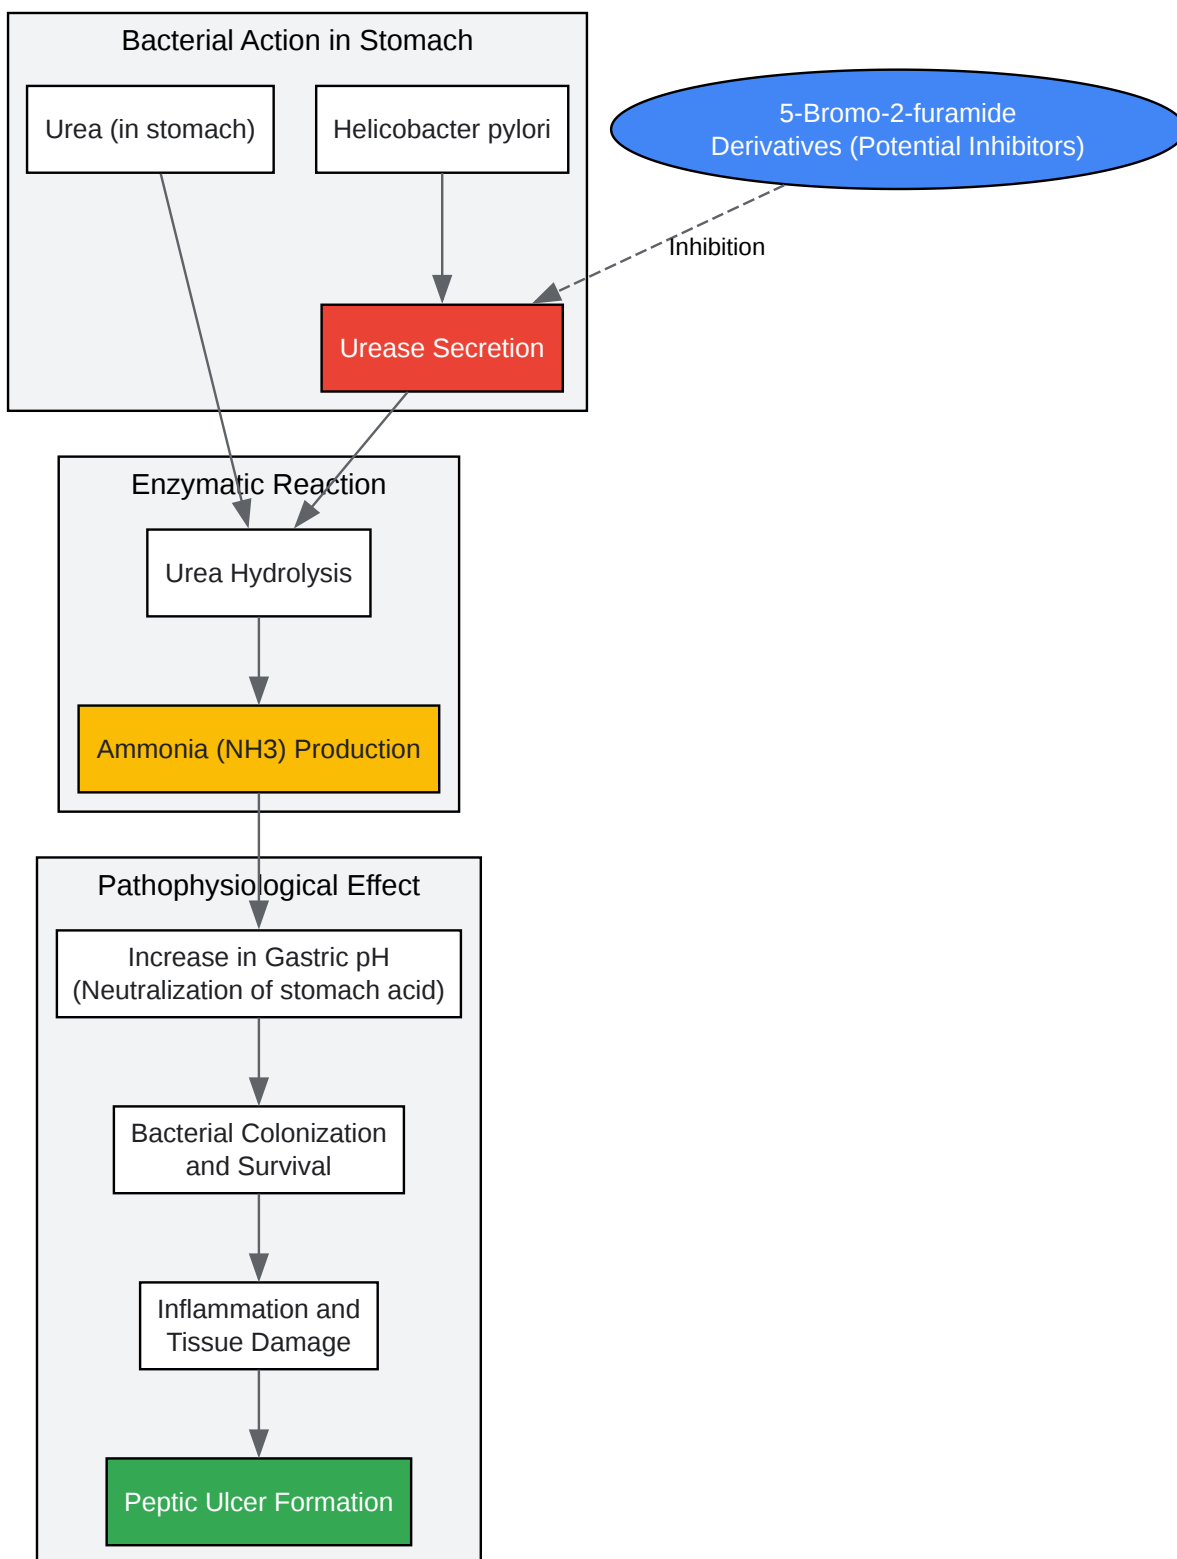 Bacterial Action in Stomach
Urea (in stomach)
Helicobacter pylori
5-Bromo-2-furamide
Derivatives (Potential Inhibitors)
Inhibition
Urease Secretion
Enzymatic Reaction
Urea Hydrolysis
Ammonia (NH3) Production
Pathophysiological Effect
Increase in Gastric pH
(Neutralization of stomach acid)
Bacterial Colonization
and Survival
Inflammation and
Tissue Damage
Peptic Ulcer Formation